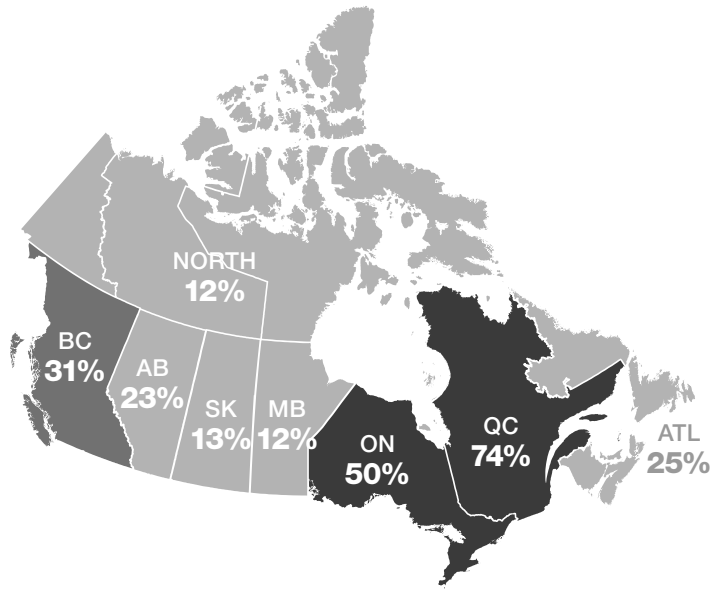 NORTH
12%
BC
31%
AB
23%
SK
13%
MB
12%
ON
50%
QC
74%
ATL
25%